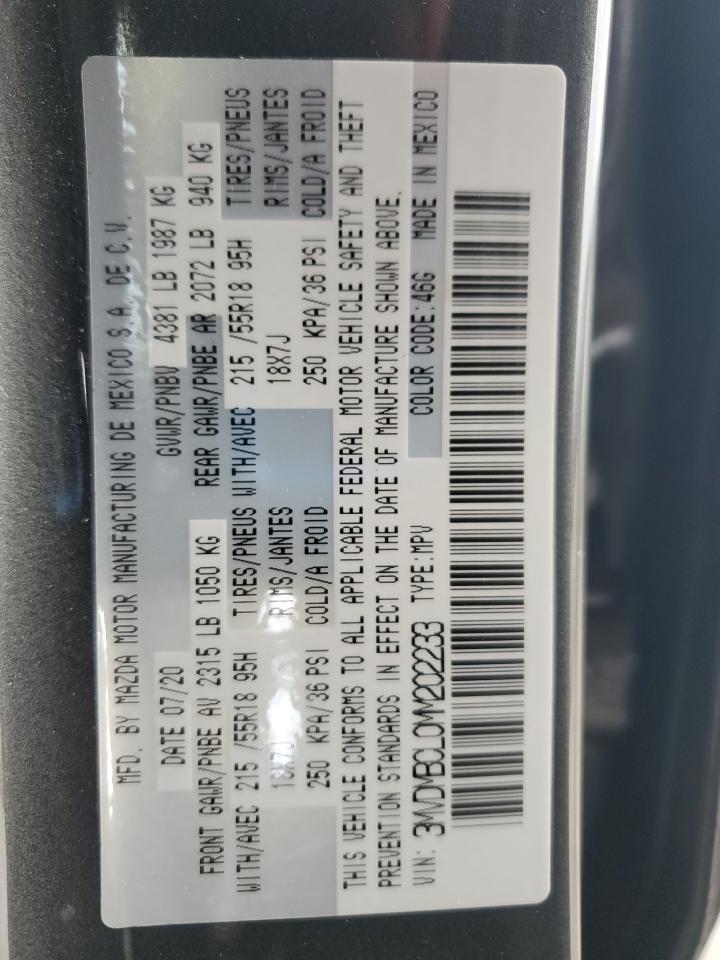 MFD. BY MAZDA MOTOR MANUFACTURING DE MEXICO S.A. DE C.V.
DATE 07/20 GVWR/PNBV 4381 LB 1987 KG
FRONT GAWR/PNBE AV 2315 LB 1050 KG REAR GAWR/PNBE AR 2072 LB 940 KG
WITH/AVEC 215 /55R18 95H TIRES/PNEUS WITH/AVEC 215 /55R18 95H TIRES/PNEUS
18X7J RIMS/JANTES 18X7J RIMS/JANTES
250 KPA/36 PSI COLD/A FROID 250 KPA/36 PSI COLD/A FROID
THIS VEHICLE CONFORMS TO ALL APPLICABLE FEDERAL MOTOR VEHICLE SAFETY AND THEFT
PREVENTION STANDARDS IN EFFECT ON THE DATE OF MANUFACTURE SHOWN ABOVE.
VIN: 3MVDMBCL0MM202233 TYPE:MPV COLOR CODE:46G MADE IN MEXICO